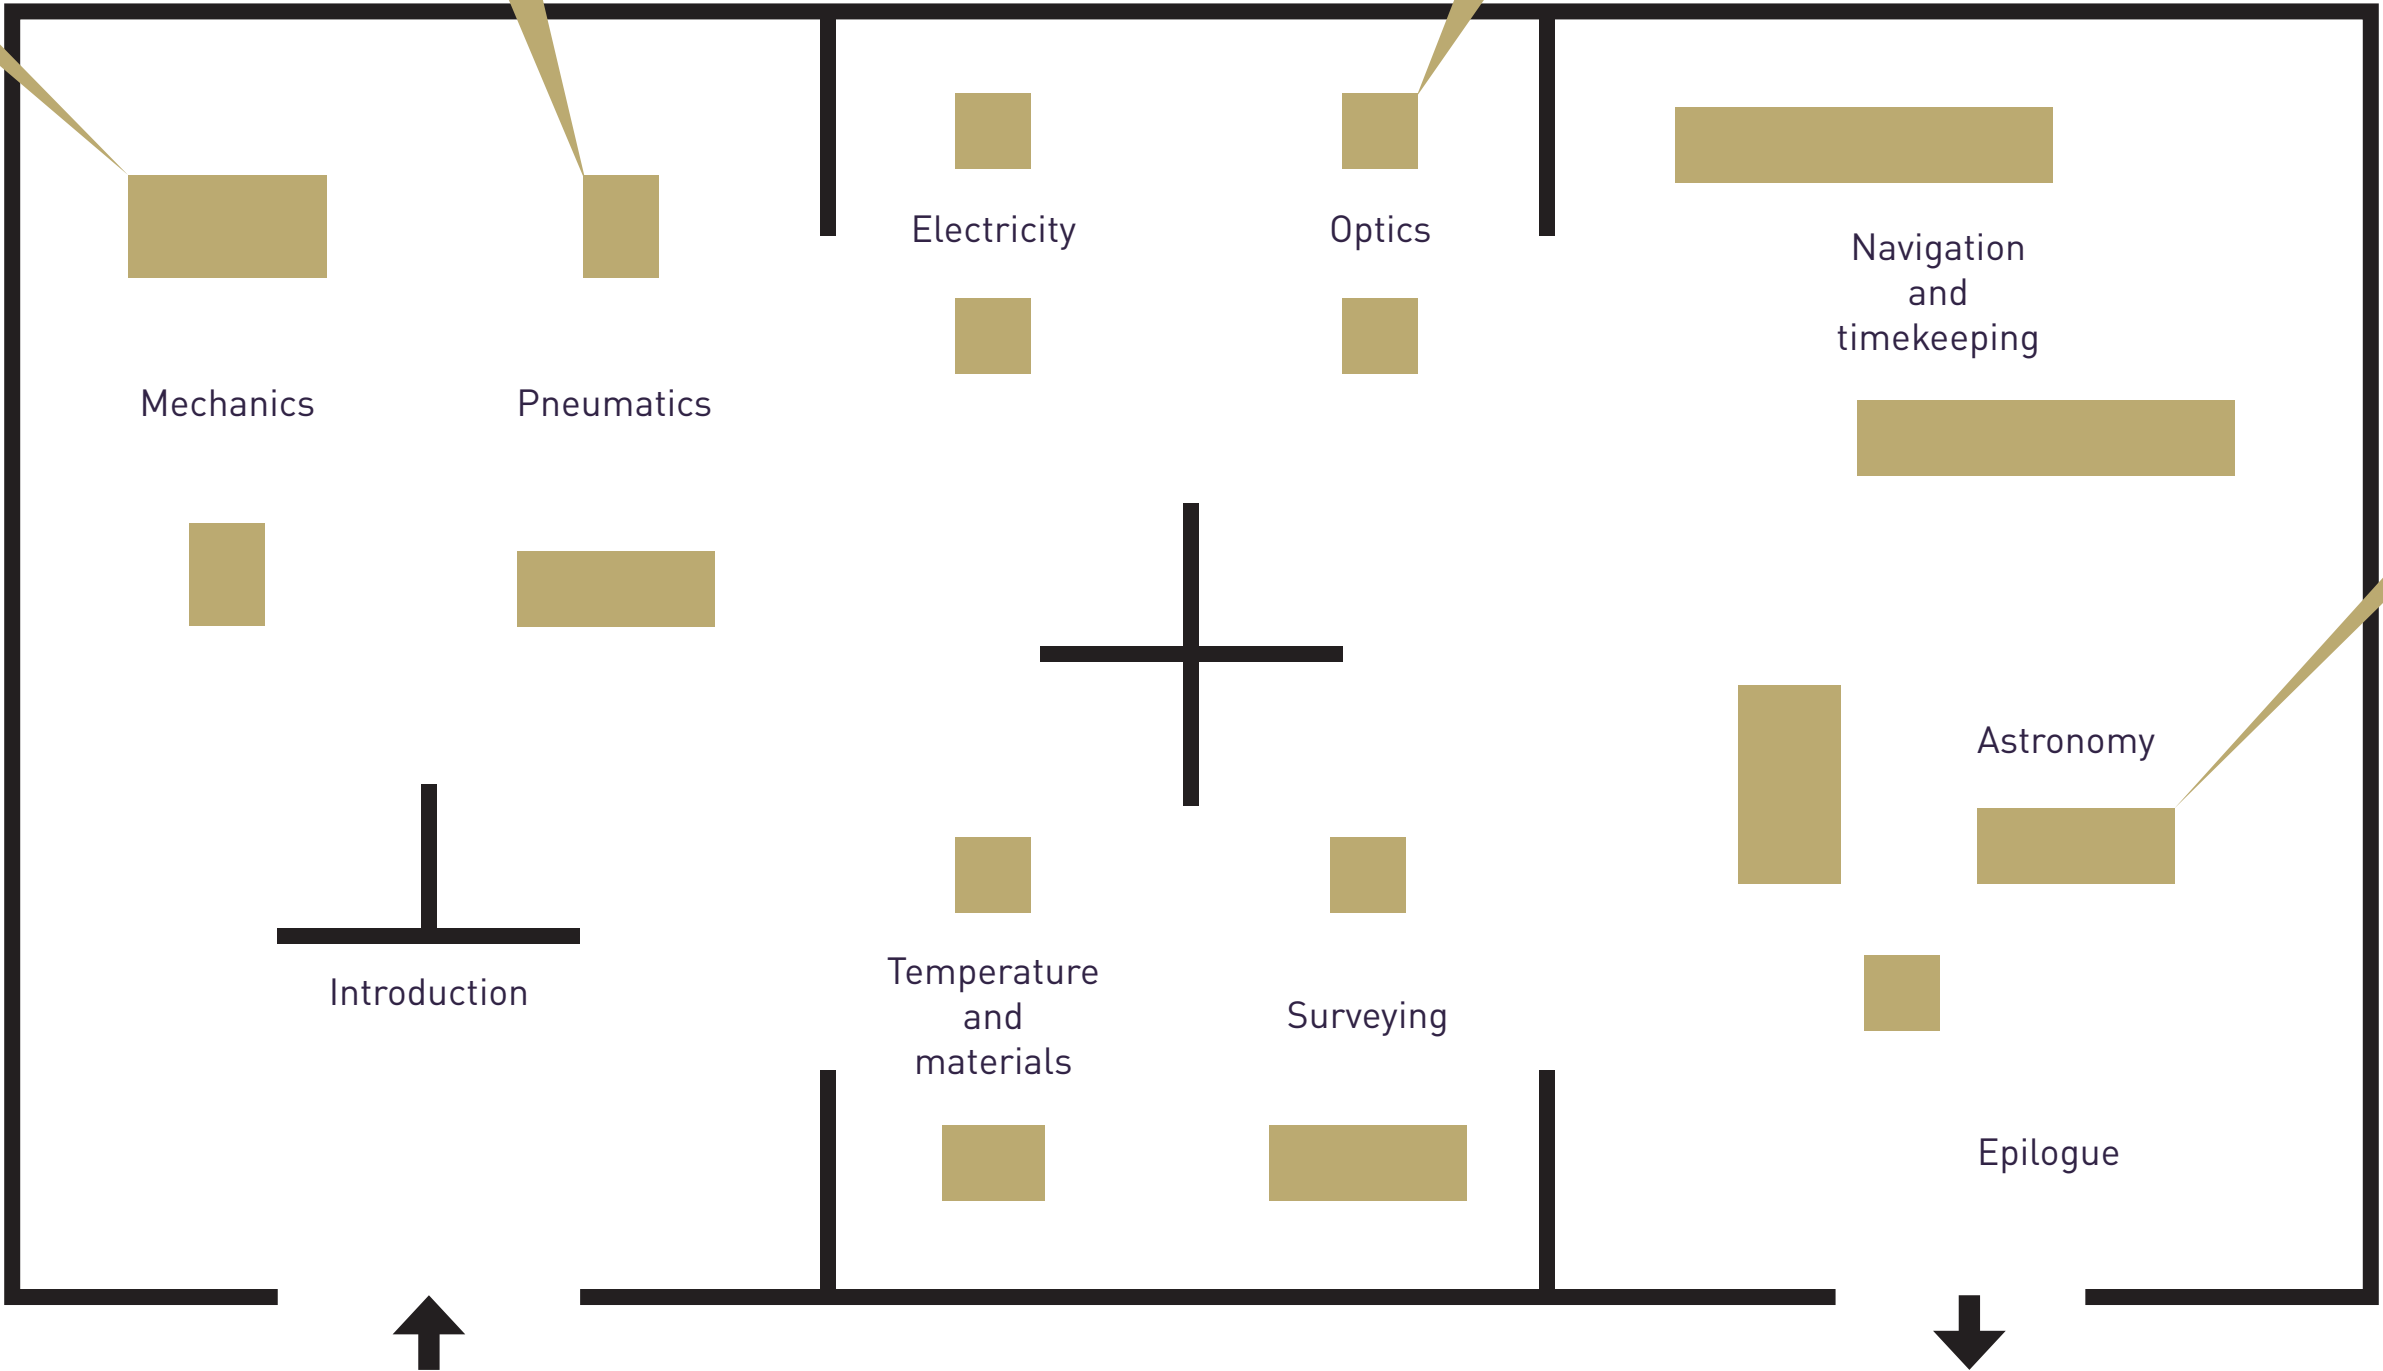 Electricity
Optics
Navigation
and
timekeeping
Mechanics
Pneumatics
Astronomy
Introduction
Temperature
and
materials
Surveying
Epilogue